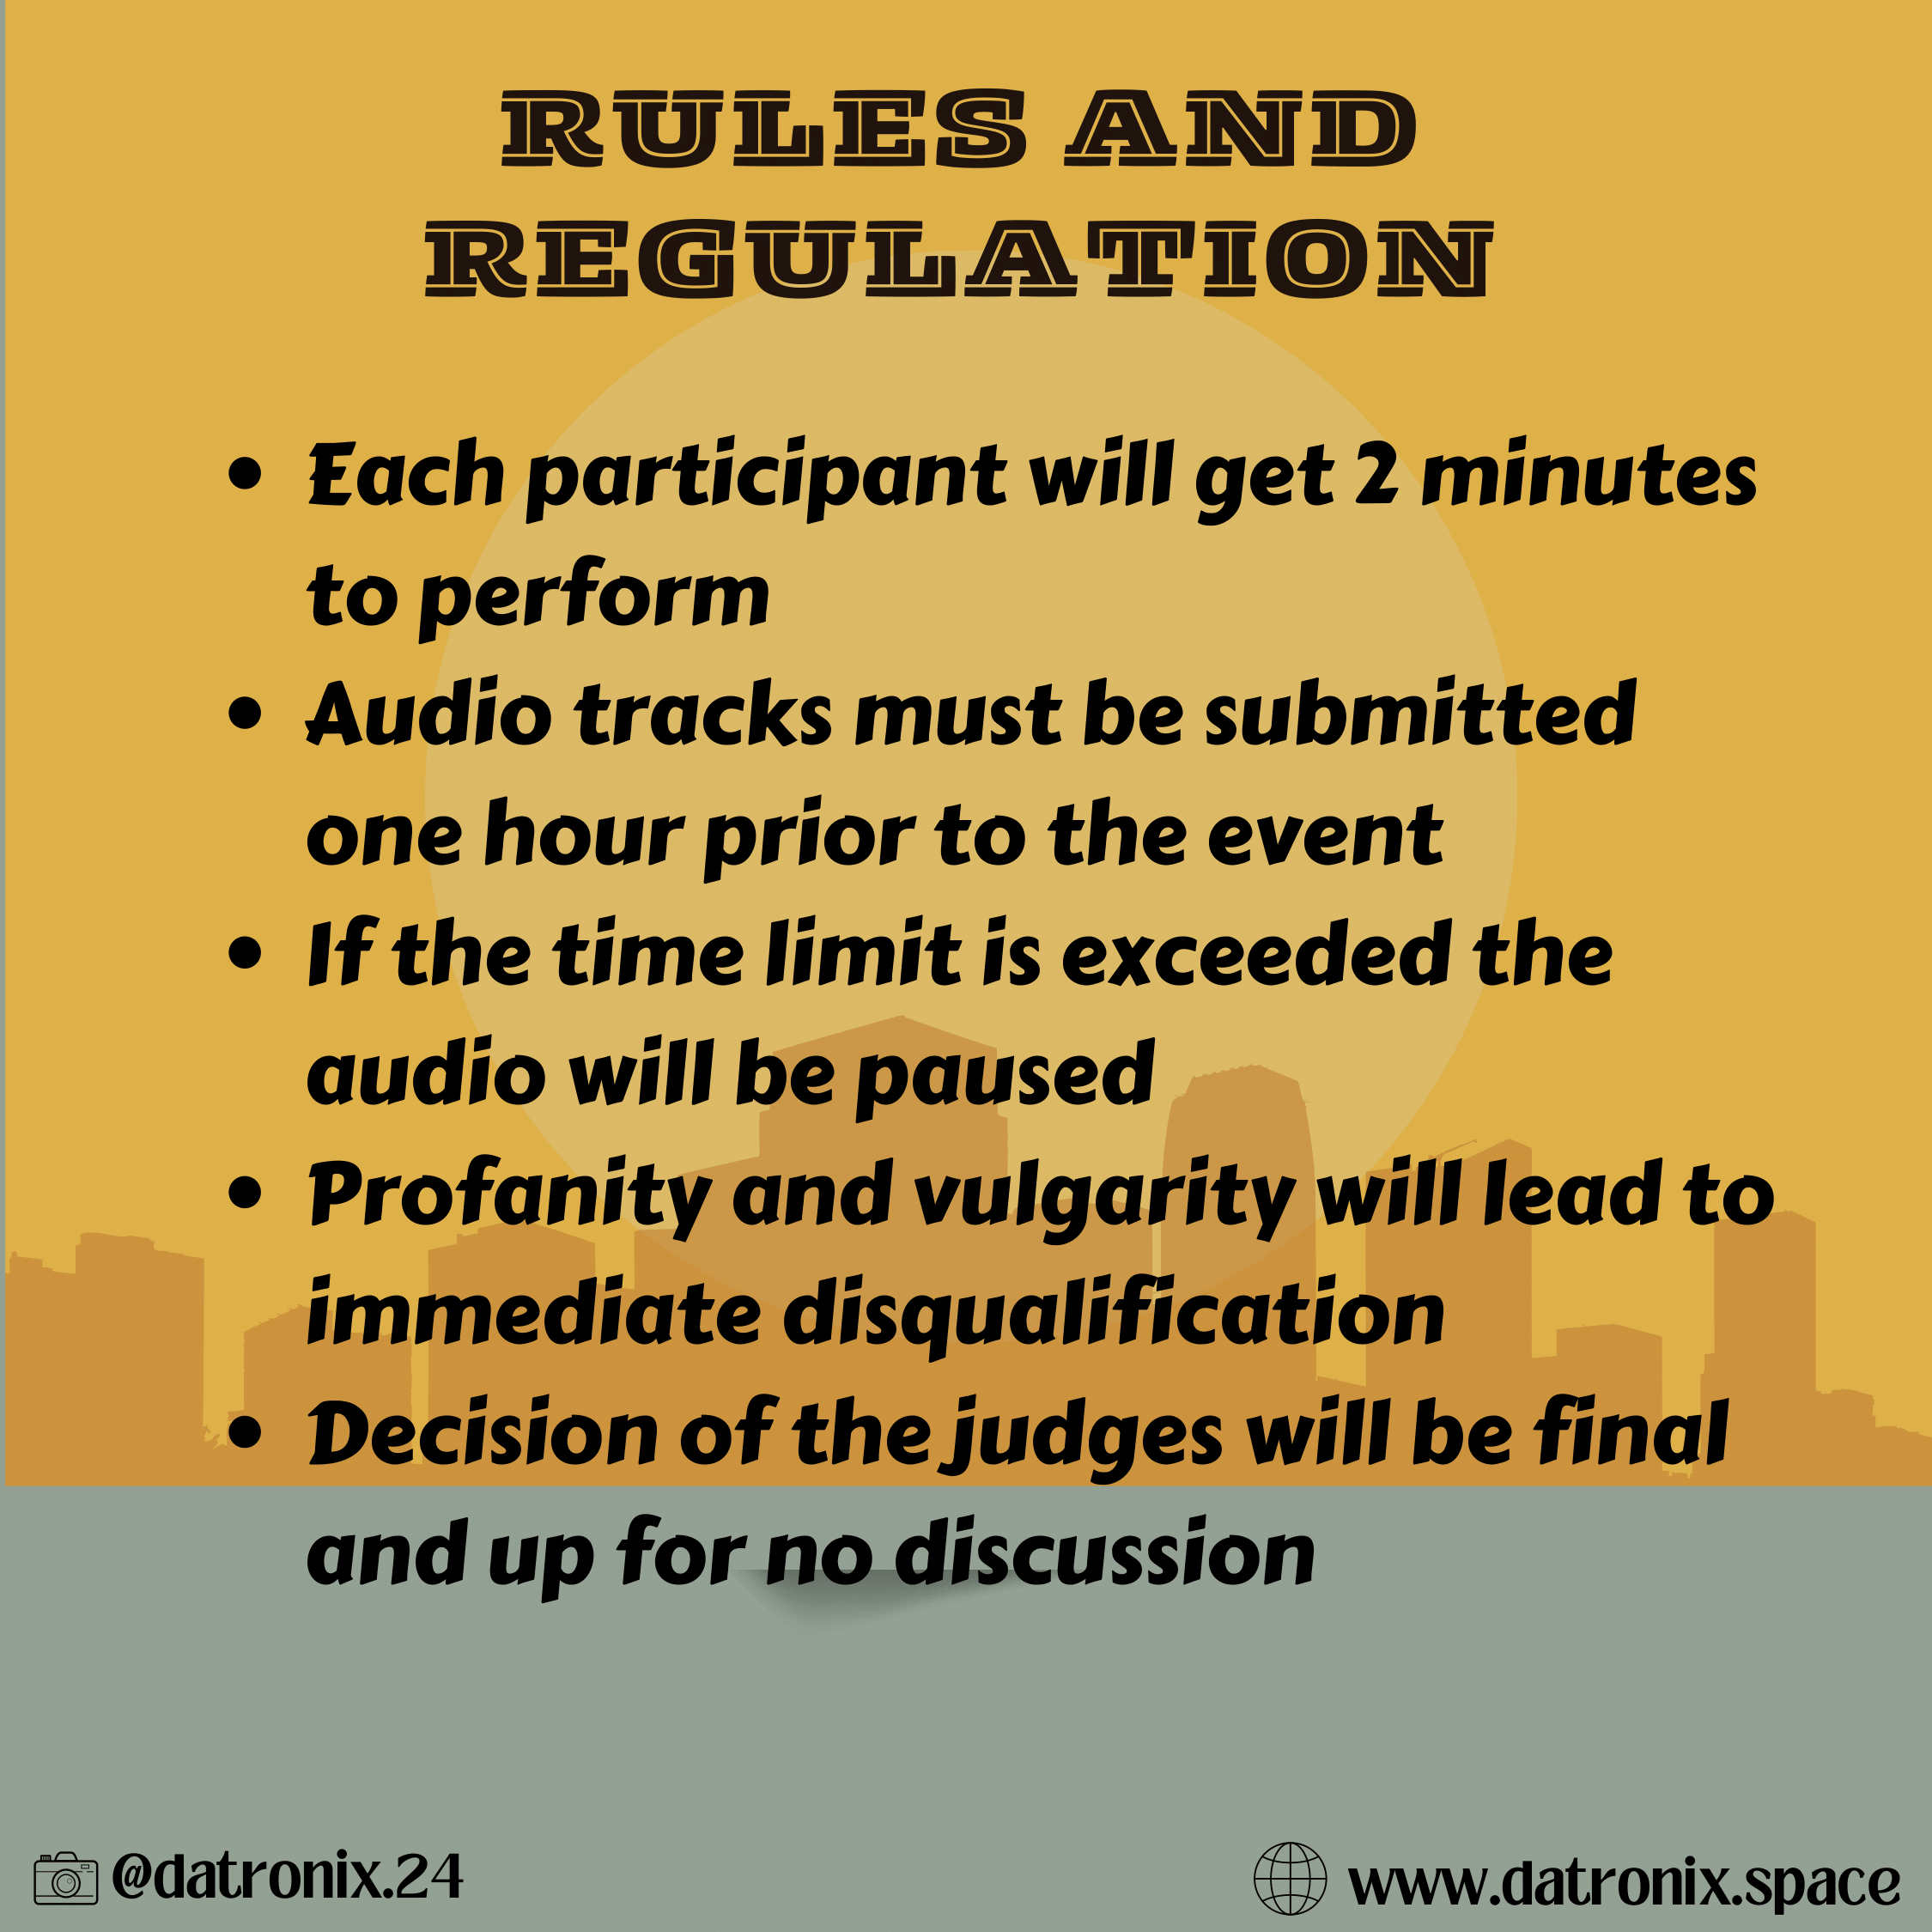 RULES AND
REGULATION
• Each participant will get 2 minutes
to perform
• Audio tracks must be submitted
one hour prior to the event
• If the time limit is exceeded the
audio will be paused
• Profanity and vulgarity will lead to
immediate disqualification
• Decision of the judges will be final
and up for no discussion
@datronix.24
www.datronix.space